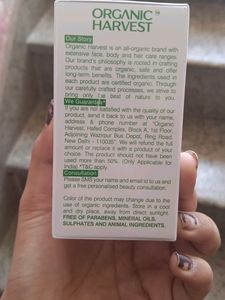 ORGANIC ™
HARVEST
Our Story
Organic Harvest is an all-organic brand with
extensive face, body and hair care ranges.
Our brand's philosophy is rooted in crafting
products that are organic, safe and offer
long-term benefits. The ingredients used in
each product are certified organic. Through
our carefully crafted processes, we strive to
bring only the best of nature to you.
We Guarantee*
If you are not satisfied with the quality of our
product, send it back to us with your name,
address & phone number at "Organic
Harvest, Hafed Complex, Block A, 1st Floor,
Adjoining Wazirpur Bus Depot, Ring Road,
New Delhi - 110035" We will refund the full
amount or replace it with a product of your
choice. The product should not have been
used more than 50%. (Only Applicable for
India) *T&C apply.
Consultation
Please SMS your name and email id to us and
get a free personalised beauty consultation.
Color of the product may change due to the
use of organic ingredients. Store in a cool
and dry place, away from direct sunlight.
FREE OF PARABENS, MINERAL OILS,
SULPHATES AND ANIMAL INGREDIENTS.